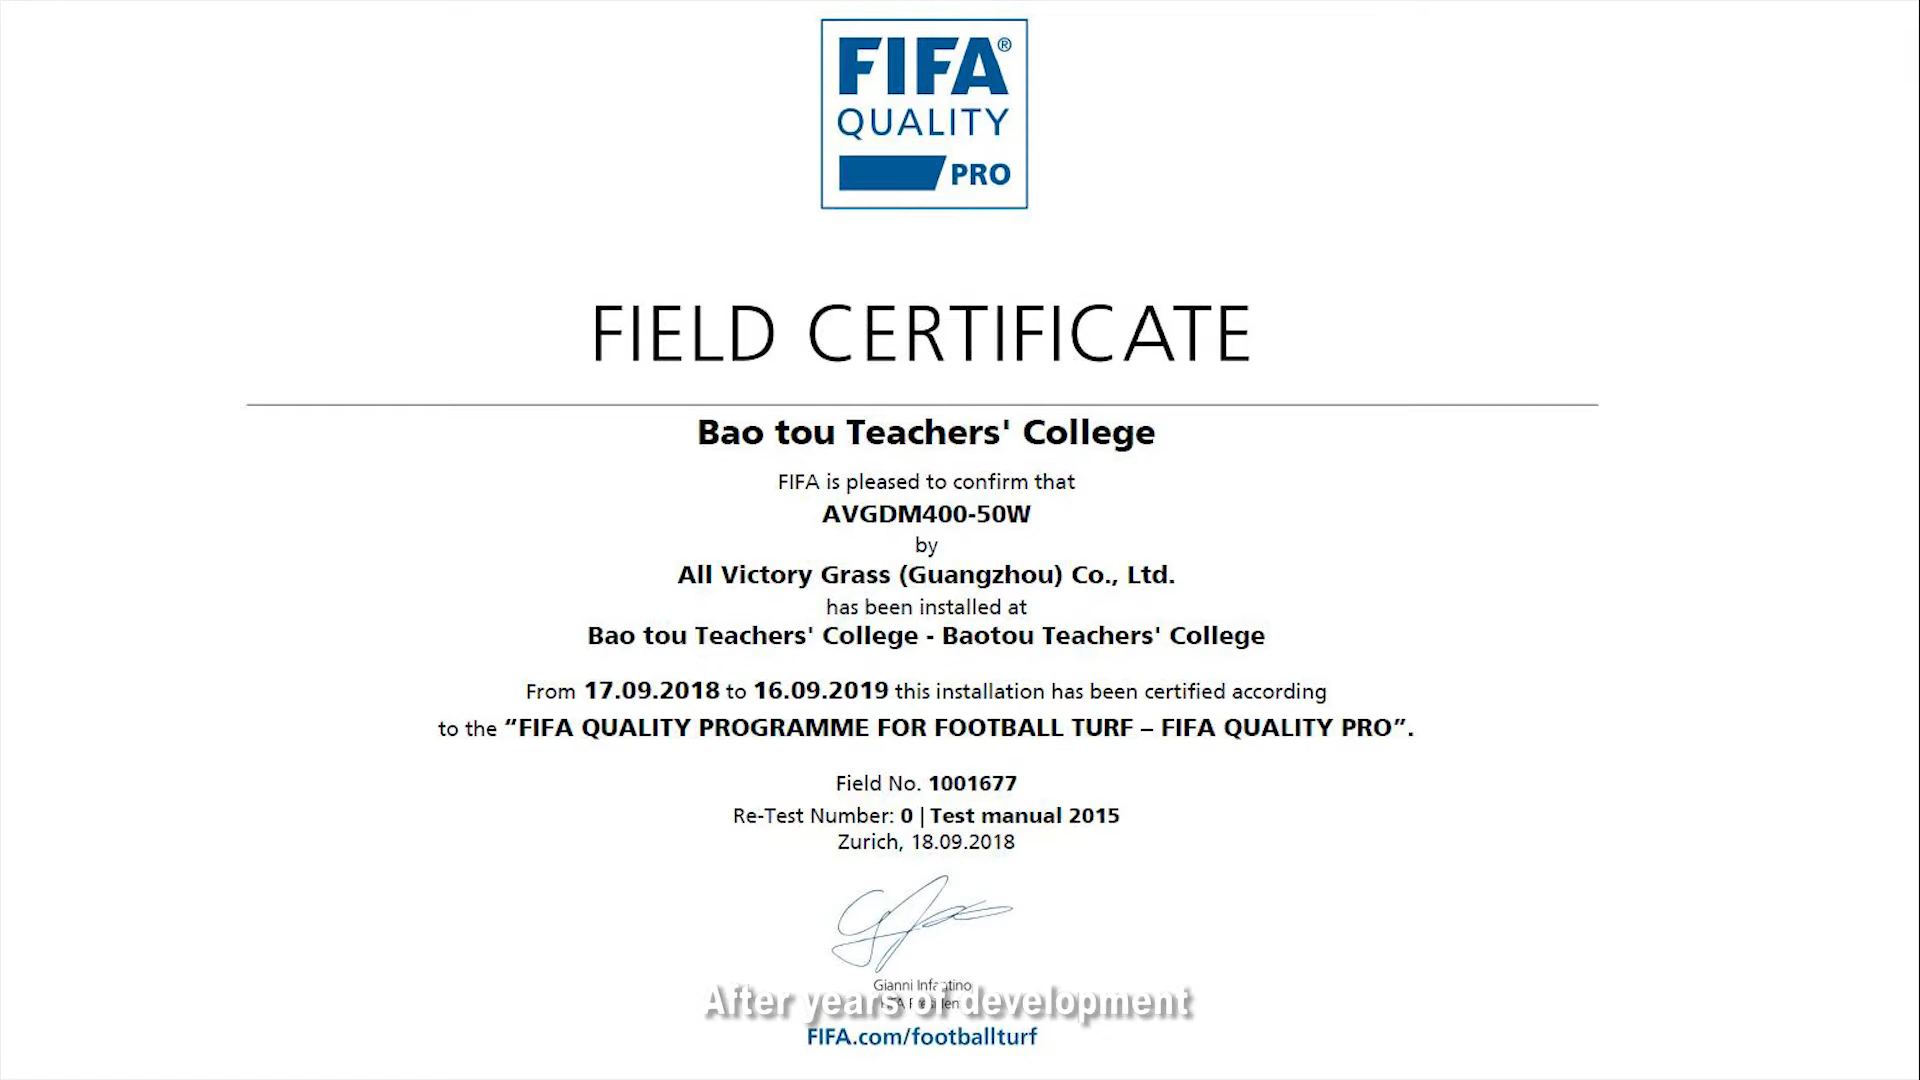 FIFA®
QUALITY
PRO
FIELD CERTIFICATE
Bao tou Teachers' College
FIFA is pleased to confirm that
AVGDM400-50W
by
All Victory Grass (Guangzhou) Co., Ltd.
has been installed at
Bao tou Teachers' College - Baotou Teachers' College
From 17.09.2018 to 16.09.2019 this installation has been certified according
to the “FIFA QUALITY PROGRAMME FOR FOOTBALL TURF – FIFA QUALITY PRO”.
Field No. 1001677
Re-Test Number: 0 | Test manual 2015
Zurich, 18.09.2018
Gianni Infantino
After years of development
FIFA.com/footballturf